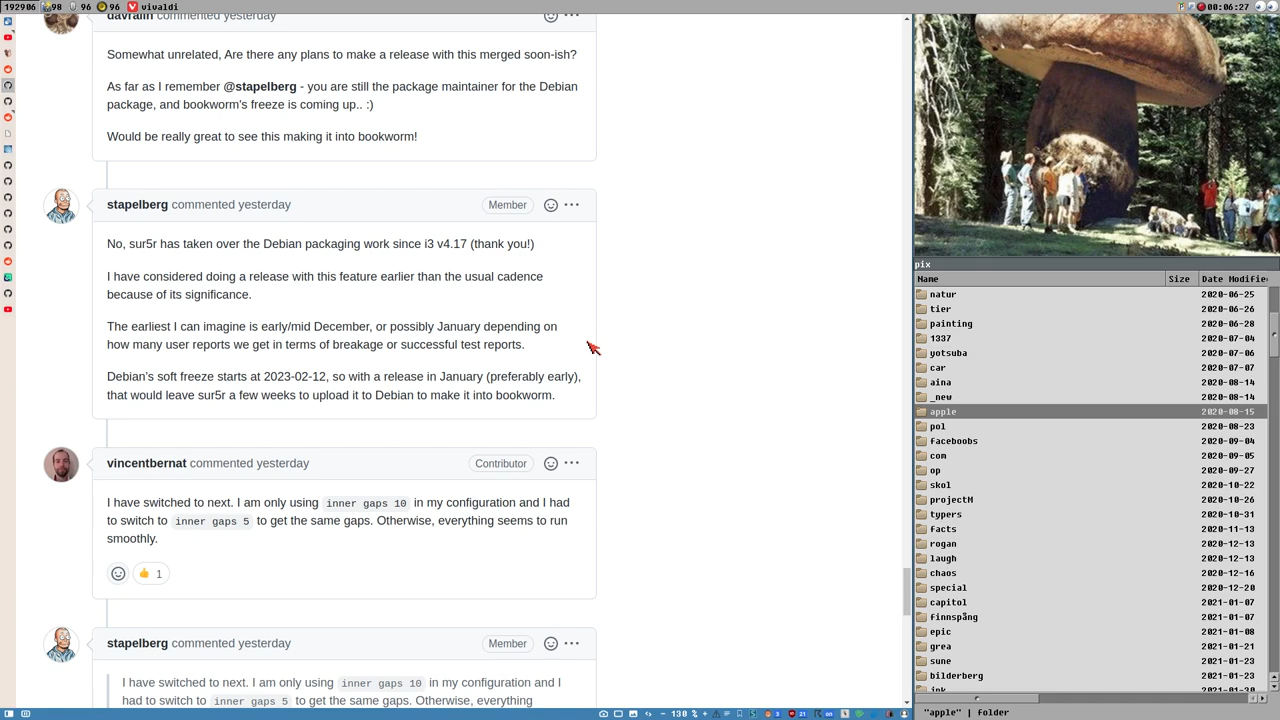 192906 98 96 96 vivaldi
00:06:27
davralin commented yesterday
Somewhat unrelated, Are there any plans to make a release with this merged soon-ish?
As far as I remember @stapelberg - you are still the package maintainer for the Debian
package, and bookworm's freeze is coming up.. :)
Would be really great to see this making it into bookworm!
stapelberg commented yesterday
Member
No, sur5r has taken over the Debian packaging work since i3 v4.17 (thank you!)
I have considered doing a release with this feature earlier than the usual cadence
because of its significance.
The earliest I can imagine is early/mid December, or possibly January depending on
how many user reports we get in terms of breakage or successful test reports.
Debian's soft freeze starts at 2023-02-12, so with a release in January (preferably early),
that would leave sur5r a few weeks to upload it to Debian to make it into bookworm.
vincentbernat commented yesterday
Contributor
I have switched to next. I am only using inner gaps 10 in my configuration and I had
to switch to inner gaps 5 to get the same gaps. Otherwise, everything seems to run
smoothly.
1
stapelberg commented yesterday
Member
I have switched to next. I am only using inner gaps 10 in my configuration and I
had to switch to inner gaps 5 to get the same gaps. Otherwise, everything
130 %
pix
Name Size Date Modifie
natur 2020-06-25
tier 2020-06-26
painting 2020-06-28
1337 2020-07-04
yotsuba 2020-07-06
car 2020-07-07
aina 2020-08-14
_new 2020-08-14
apple 2020-08-15
pol 2020-08-23
faceboobs 2020-09-04
com 2020-09-05
op 2020-09-27
skol 2020-10-22
projectM 2020-10-26
typers 2020-10-31
facts 2020-11-13
rogan 2020-12-13
laugh 2020-12-13
chaos 2020-12-16
special 2020-12-20
capitol 2021-01-07
finnspång 2021-01-07
epic 2021-01-08
grea 2021-01-21
sune 2021-01-23
bilderberg 2021-01-23
ink 2021-01-30
"apple" | folder